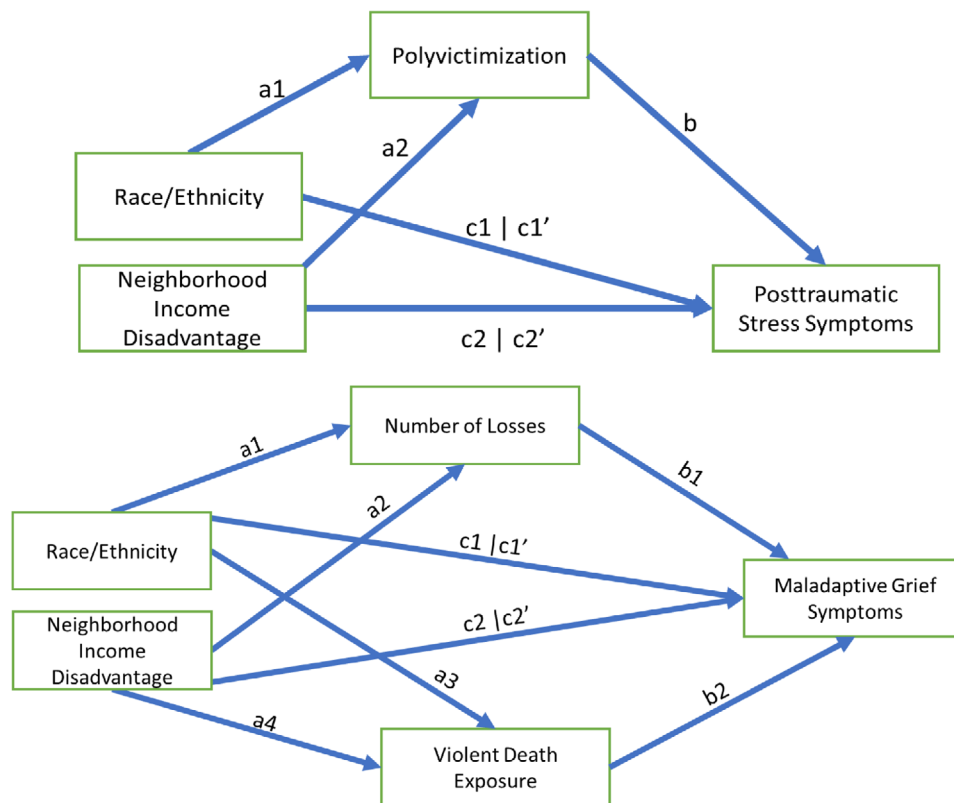 Polyvictimization
a1
b
a2
Race/Ethnicity
c1 | c1’
Neighborhood
Income
Disadvantage
Posttraumatic
Stress Symptoms
c2 | c2’
Number of Losses
a1
b1
a2
Race/Ethnicity
c1 |c1’
Maladaptive Grief
Symptoms
Neighborhood
Income
Disadvantage
c2 |c2’
a3
b2
a4
Violent Death
Exposure